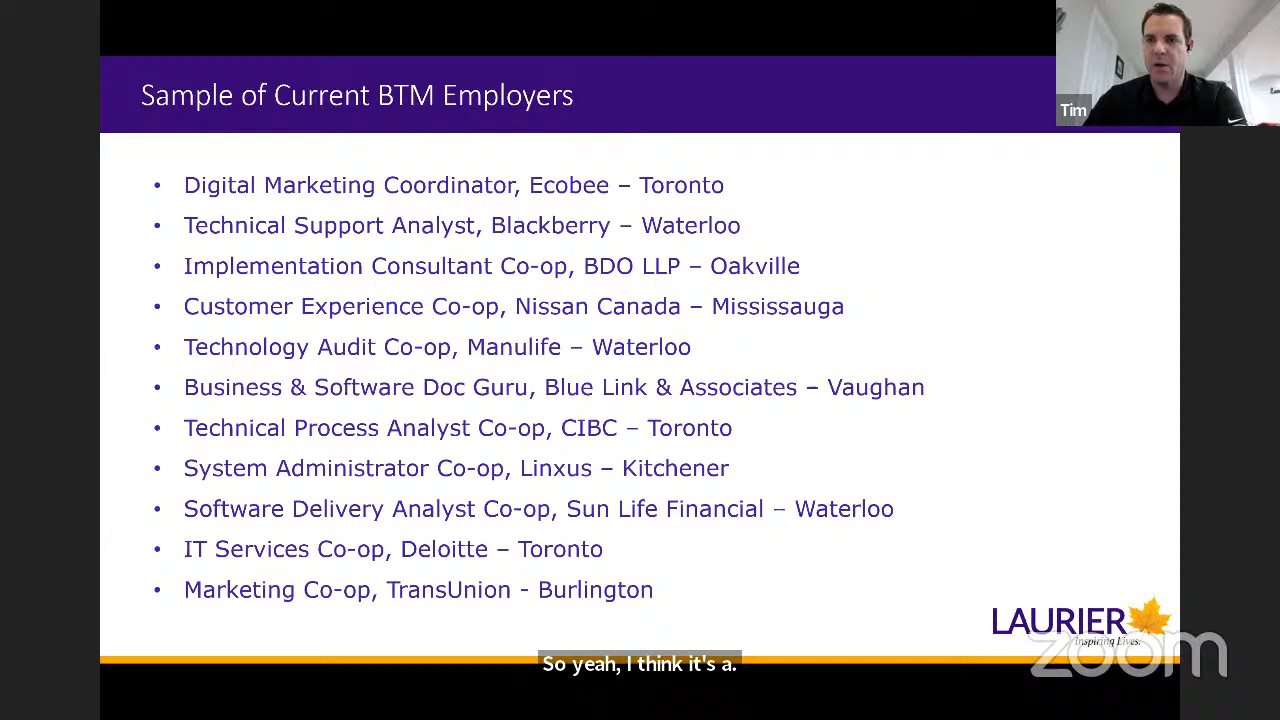 Sample of Current BTM Employers
Tim
• Digital Marketing Coordinator, Ecobee – Toronto
• Technical Support Analyst, Blackberry – Waterloo
• Implementation Consultant Co-op, BDO LLP – Oakville
• Customer Experience Co-op, Nissan Canada – Mississauga
• Technology Audit Co-op, Manulife – Waterloo
• Business & Software Doc Guru, Blue Link & Associates – Vaughan
• Technical Process Analyst Co-op, CIBC – Toronto
• System Administrator Co-op, Linxus – Kitchener
• Software Delivery Analyst Co-op, Sun Life Financial – Waterloo
• IT Services Co-op, Deloitte – Toronto
• Marketing Co-op, TransUnion - Burlington
LAURIER
Inspiring Lives.
zoom
So yeah, I think it's a.